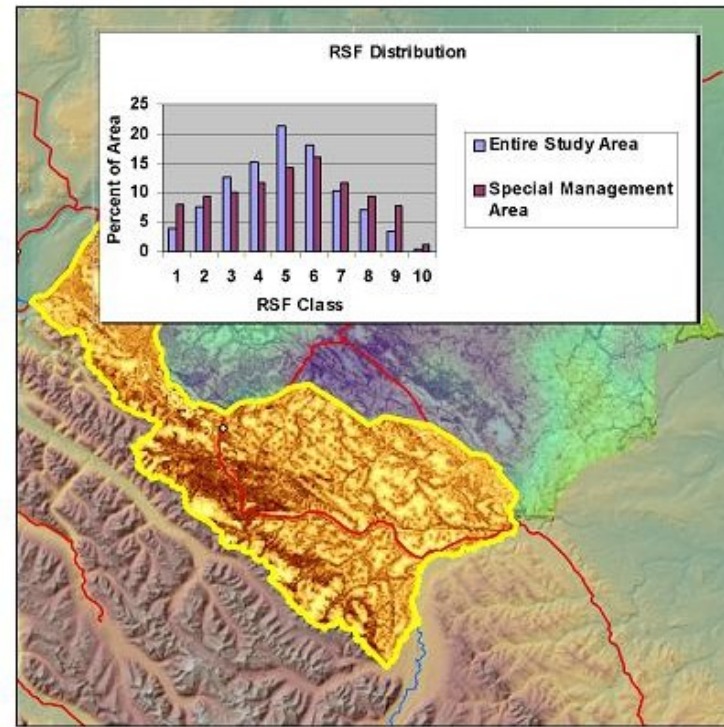 RSF Distribution
25
20
15
10
5
0
Percent of Area
1 2 3 4 5 6 7 8 9 10
RSF Class
Entire Study Area
Special Management
Area